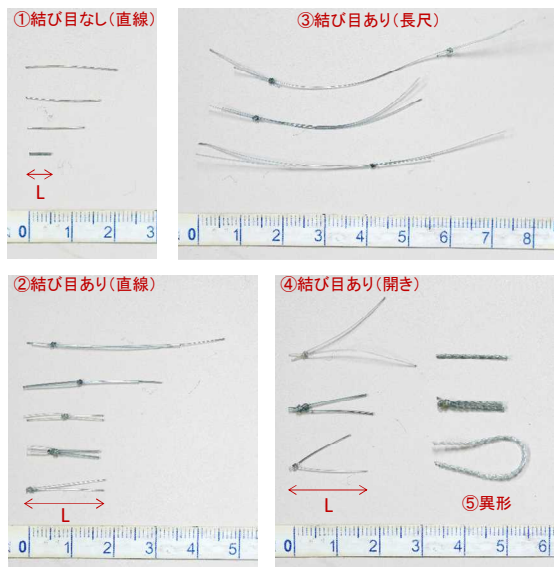 ①結び目なし(直線)
L
0 1 2 3
③結び目あり(長尺)
0 1 2 3 4 5 6 7 8
②結び目あり(直線)
L
0 1 2 3 4 5
④結び目あり(開き)
L
⑤異形
0 1 2 3 4 5 6